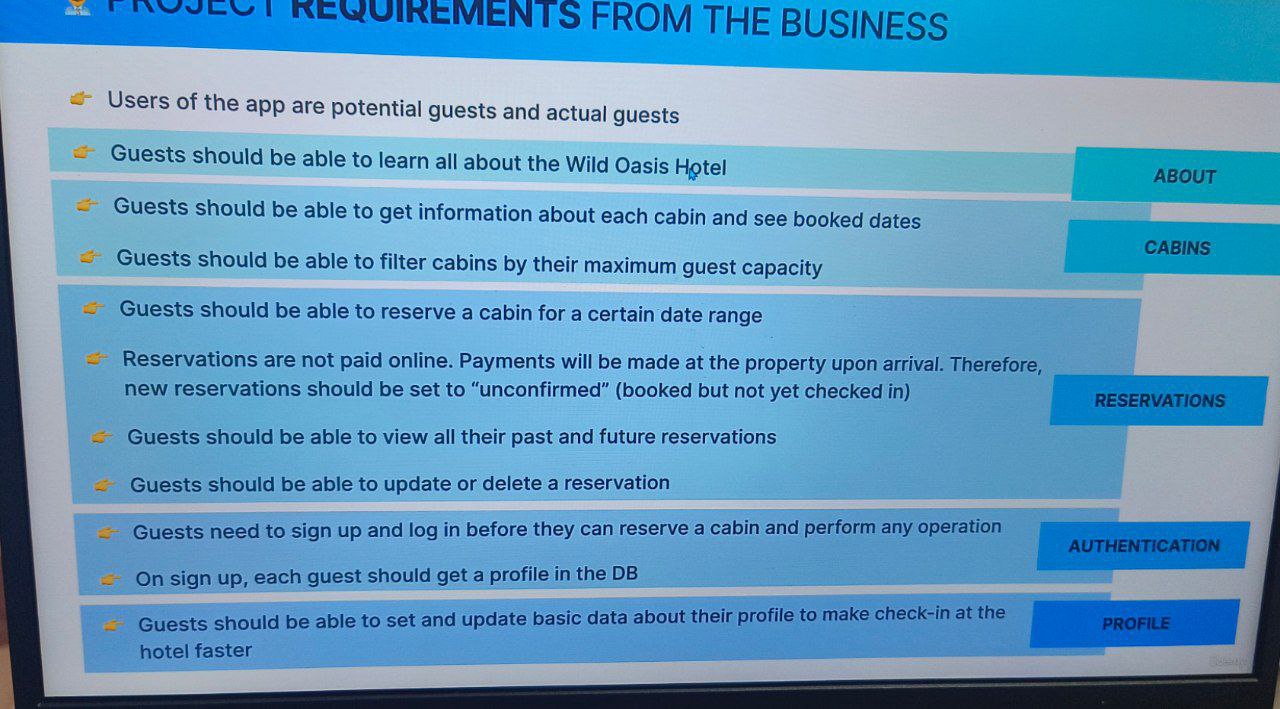 PROJECT REQUIREMENTS FROM THE BUSINESS
Users of the app are potential guests and actual guests
Guests should be able to learn all about the Wild Oasis Hotel
ABOUT
Guests should be able to get information about each cabin and see booked dates
Guests should be able to filter cabins by their maximum guest capacity
CABINS
Guests should be able to reserve a cabin for a certain date range
Reservations are not paid online. Payments will be made at the property upon arrival. Therefore,
new reservations should be set to “unconfirmed” (booked but not yet checked in)
Guests should be able to view all their past and future reservations
Guests should be able to update or delete a reservation
RESERVATIONS
Guests need to sign up and log in before they can reserve a cabin and perform any operation
On sign up, each guest should get a profile in the DB
AUTHENTICATION
Guests should be able to set and update basic data about their profile to make check-in at the
hotel faster
PROFILE